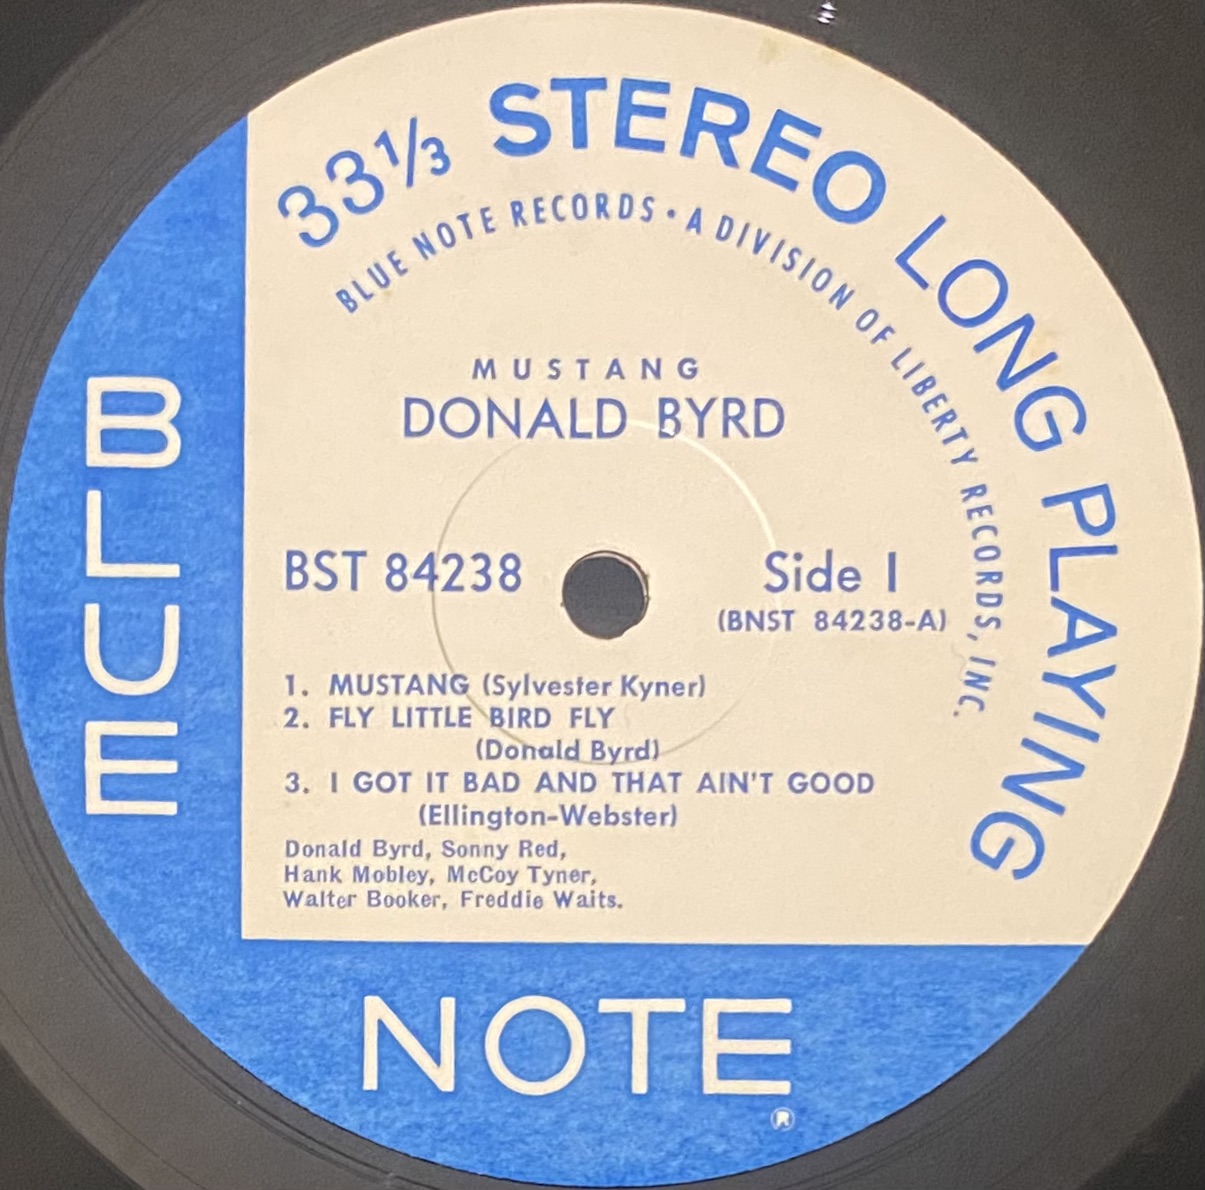 33⅓ STEREO LONG PLAYING
BLUE NOTE RECORDS • A DIVISION OF LIBERTY RECORDS, INC.
MUSTANG
DONALD BYRD
BST 84238
Side 1
(BNST 84238-A)
1. MUSTANG (Sylvester Kyner)
2. FLY LITTLE BIRD FLY
(Donald Byrd)
3. I GOT IT BAD AND THAT AIN'T GOOD
(Ellington-Webster)
Donald Byrd, Sonny Red,
Hank Mobley, McCoy Tyner,
Walter Booker, Freddie Waits.
BLUE
NOTE
®